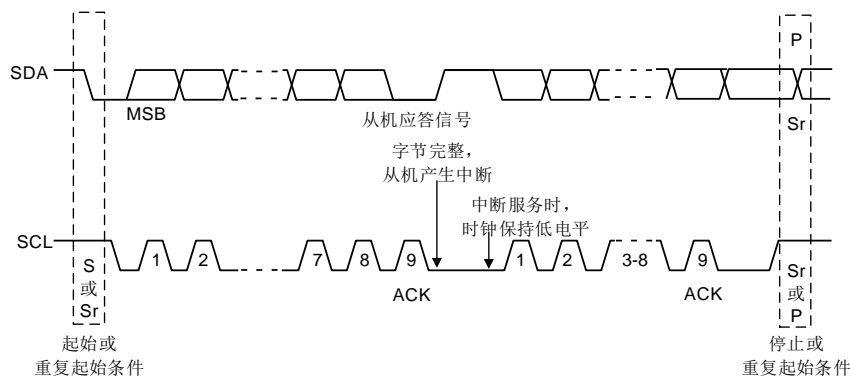 P
SDA
MSB
从机应答信号
Sr
字节完整，
从机产生中断
中断服务时，
时钟保持低电平
SCL
S
或
Sr
1
2
7
8
9
1
2
3-8
9
Sr
或
P
ACK
ACK
起始或
重复起始条件
停止或
重复起始条件